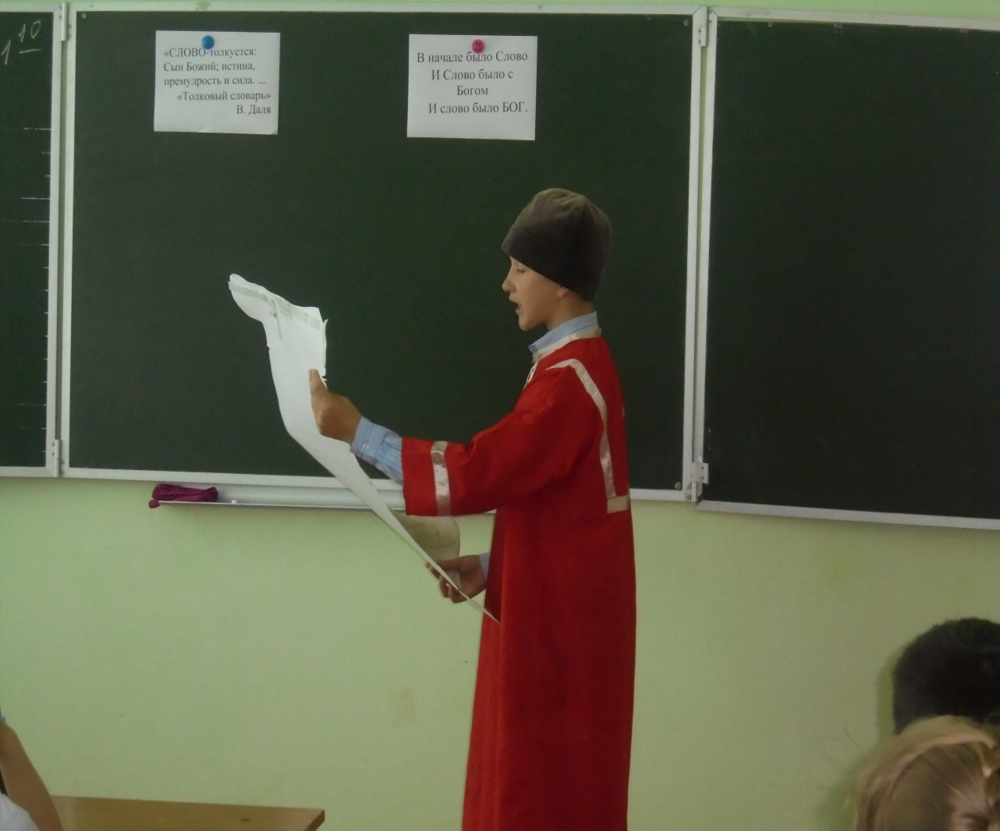 1 10
«СЛОВО-толкуется:
Сын Божий; истина,
премудрость и сила. ...
«Толковый словарь»
В. Даля
В начале было Слово
И Слово было с
Богом
И слово было БОГ.